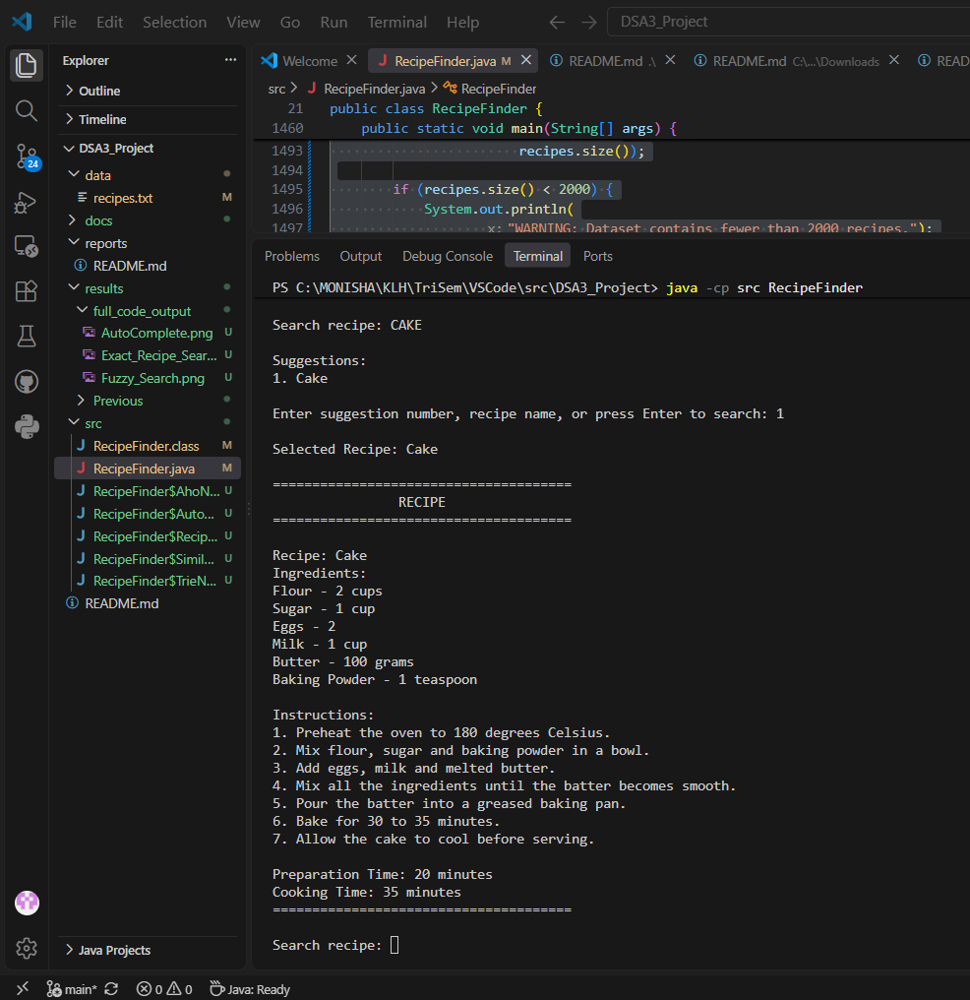 File Edit Selection View Go Run Terminal Help
DSA3_Project
Explorer
Outline
Timeline
DSA3_Project
data
recipes.txt M
docs
reports
README.md
results
full_code_output
AutoComplete.png U
Exact_Recipe_Sear... U
Fuzzy_Search.png U
Previous
src
RecipeFinder.class M
RecipeFinder.java M
RecipeFinder$AhoN... U
RecipeFinder$Auto... U
RecipeFinder$Recip... U
RecipeFinder$Simil... U
RecipeFinder$TrieN... U
README.md
Java Projects
24
Welcome
RecipeFinder.java M
README.md .\
README.md C:\...\Downloads
READ
src > RecipeFinder.java > RecipeFinder
21 public class RecipeFinder {
1460 public static void main(String[] args) {
1493 recipes.size());
1494
1495 if (recipes.size() < 2000) {
1496 System.out.println(
1497 x: "WARNING: Dataset contains fewer than 2000 recipes.");
Problems Output Debug Console Terminal Ports
PS C:\MONISHA\KLH\TriSem\VSCode\src\DSA3_Project> java -cp src RecipeFinder
Search recipe: CAKE
Suggestions:
1. Cake
Enter suggestion number, recipe name, or press Enter to search: 1
Selected Recipe: Cake
======================================
RECIPE
======================================
Recipe: Cake
Ingredients:
Flour - 2 cups
Sugar - 1 cup
Eggs - 2
Milk - 1 cup
Butter - 100 grams
Baking Powder - 1 teaspoon
Instructions:
1. Preheat the oven to 180 degrees Celsius.
2. Mix flour, sugar and baking powder in a bowl.
3. Add eggs, milk and melted butter.
4. Mix all the ingredients until the batter becomes smooth.
5. Pour the batter into a greased baking pan.
6. Bake for 30 to 35 minutes.
7. Allow the cake to cool before serving.
Preparation Time: 20 minutes
Cooking Time: 35 minutes
======================================
Search recipe:
main* 0 0 Java: Ready